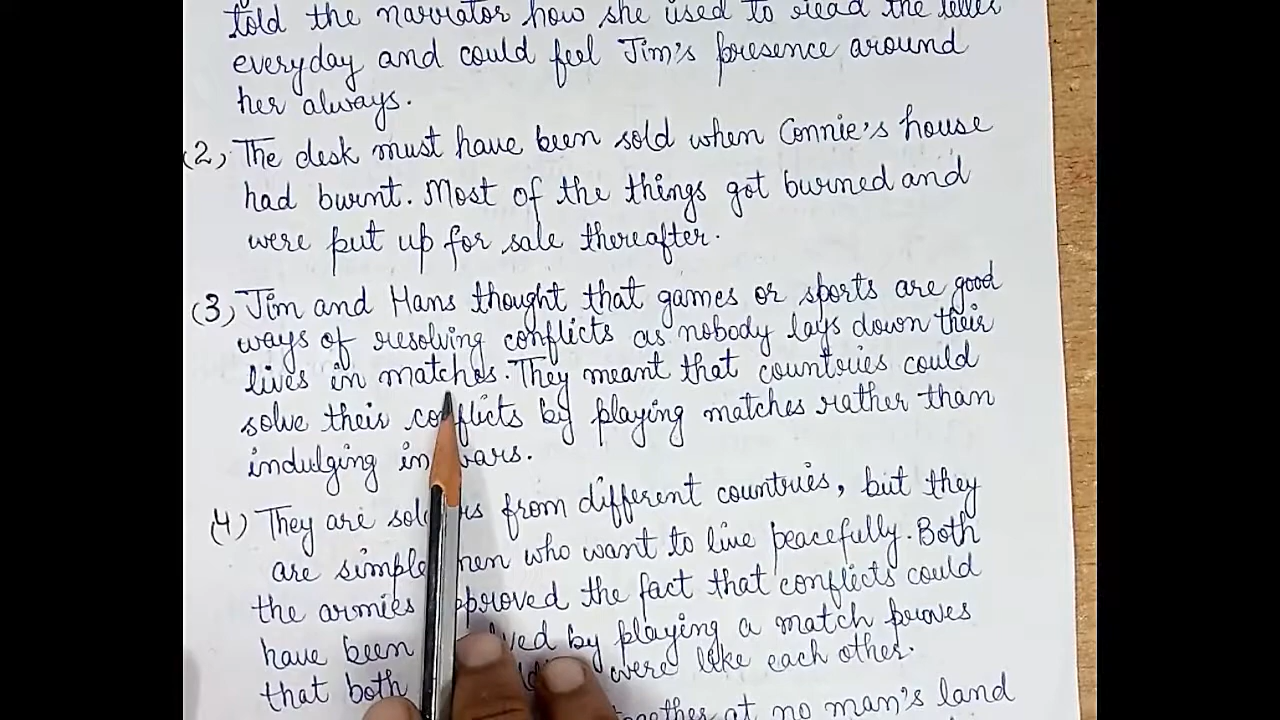 told the narrator how she used to read the letter
everyday and could feel Jim's presence around
her always.
(2) The desk must have been sold when Connie's house
had burnt. Most of the things got burned and
were put up for sale thereafter.
(3) Jim and Hans thought that games or sports are good
ways of resolving conflicts as nobody lays down their
lives in matches. They meant that countries could
solve their conflicts by playing matches rather than
indulging in wars.
(4) They are from different countries, but they
are simple men who want to live peacefully. Both
the armies approved the fact that conflicts could
have been by playing a match proves
that both were like each other.
together at no man's land